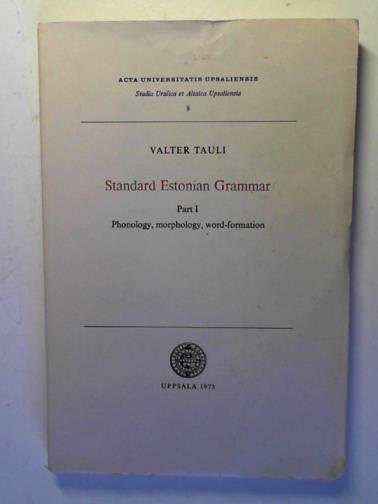 ACTA UNIVERSITATIS UPSALIENSIS
Studia Uralica et Altaica Upsaliensia
8
VALTER TAULI
Standard Estonian Grammar
Part I
Phonology, morphology, word-formation
UPPSALA 1973